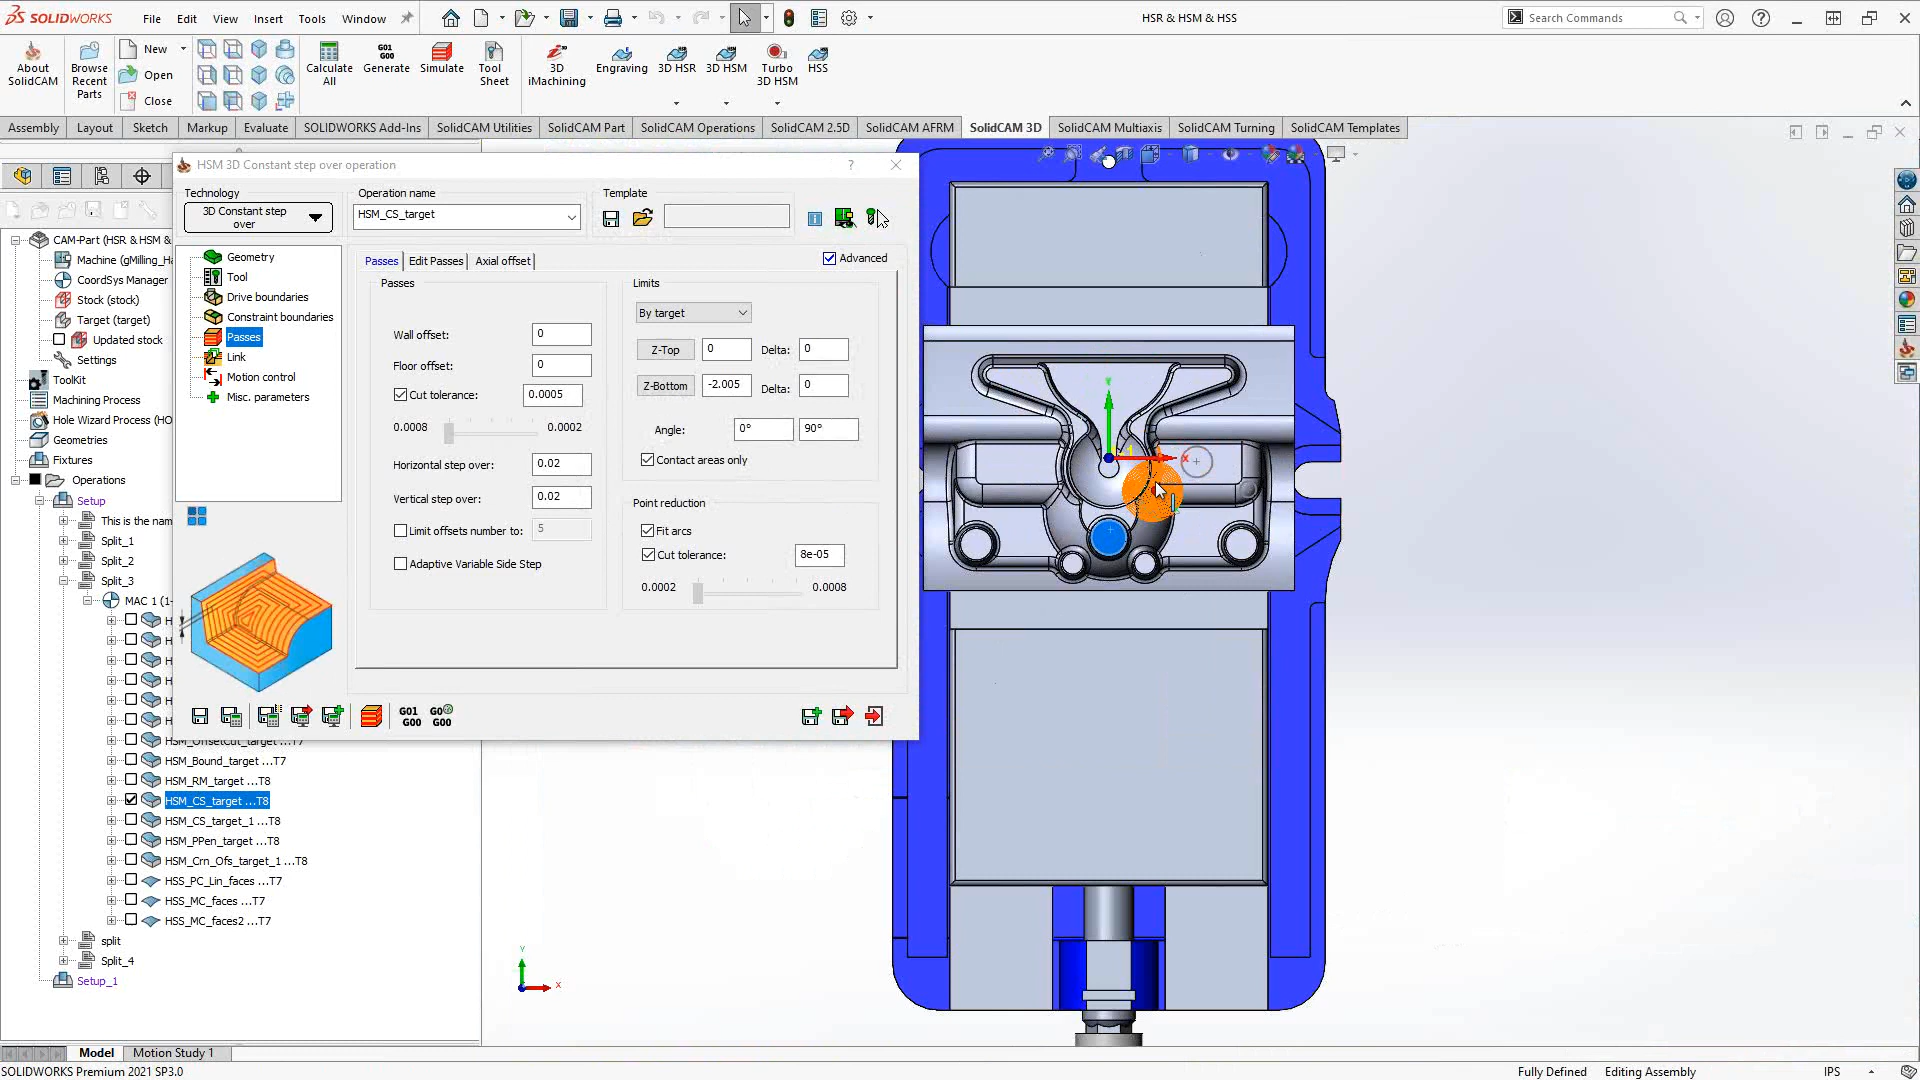 SOLIDWORKS File Edit View Insert Tools Window
HSR & HSM & HSS
Search Commands
About SolidCAM
Browse Recent Parts
New
Open
Close
Calculate All
Generate
Simulate
Tool Sheet
3D iMachining
Engraving
3D HSR
3D HSM
Turbo 3D HSM
HSS
G01
G00
Assembly Layout Sketch Markup Evaluate SOLIDWORKS Add-Ins SolidCAM Utilities SolidCAM Part SolidCAM Operations SolidCAM 2.5D SolidCAM AFRM SolidCAM 3D SolidCAM Multiaxis SolidCAM Turning SolidCAM Templates
HSM 3D Constant step over operation
Technology
3D Constant step over
Operation name
HSM_CS_target
Template
Geometry
Tool
Drive boundaries
Constraint boundaries
Passes
Link
Motion control
Misc. parameters
Passes Edit Passes Axial offset
Advanced
Passes
Wall offset: 0
Floor offset: 0
Cut tolerance: 0.0005
0.0008 0.0002
Horizontal step over: 0.02
Vertical step over: 0.02
Limit offsets number to: 5
Adaptive Variable Side Step
Limits
By target
Z-Top 0 Delta: 0
Z-Bottom -2.005 Delta: 0
Angle: 0° 90°
Contact areas only
Point reduction
Fit arcs
Cut tolerance: 8e-05
0.0002 0.0008
G01 G00
G0 G00
CAM-Part (HSR & HSM &
Machine (gMilling_Ha
CoordSys Manager
Stock (stock)
Target (target)
Updated stock
Settings
ToolKit
Machining Process
Hole Wizard Process (HO
Geometries
Fixtures
Operations
Setup
This is the nam
Split_1
Split_2
Split_3
MAC 1 (1-
H
H
H
H
H
H
HSM_OffsetCut_target ...T7
HSM_Bound_target ...T7
HSM_RM_target ...T8
HSM_CS_target ...T8
HSM_CS_target_1 ...T8
HSM_PPen_target ...T8
HSM_Crn_Ofs_target_1 ...T8
HSS_PC_Lin_faces ...T7
HSS_MC_faces ...T7
HSS_MC_faces2 ...T7
split
Split_4
Setup_1
Y
X
Y
X
Model Motion Study 1
SOLIDWORKS Premium 2021 SP3.0
Fully Defined Editing Assembly IPS